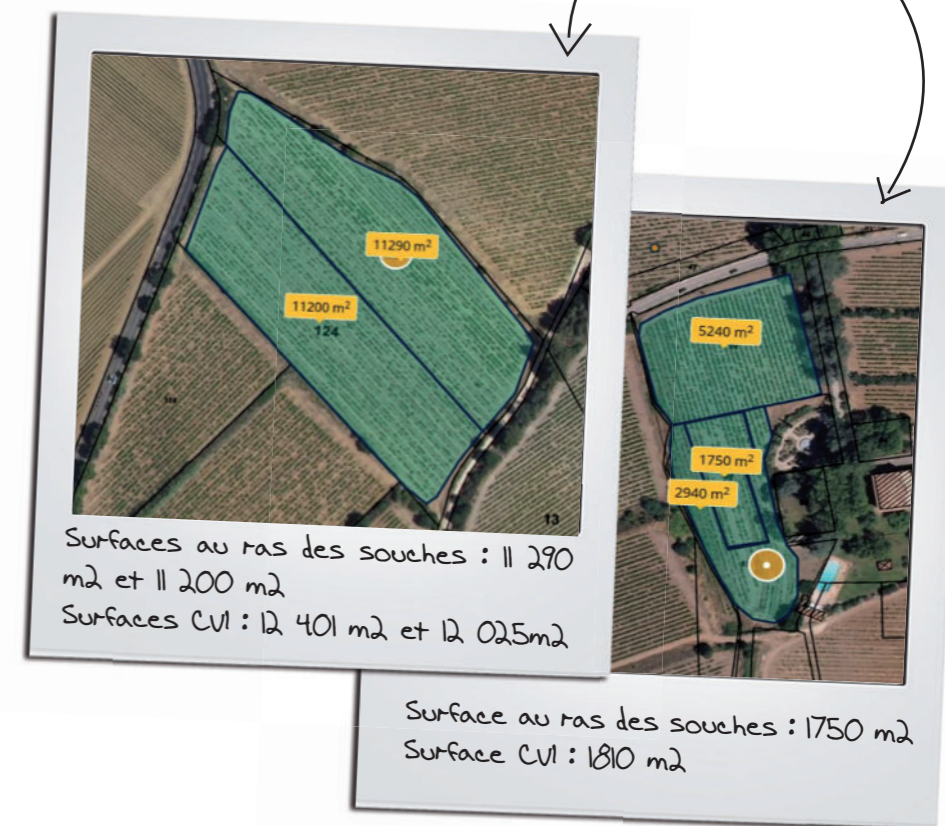 11290 m²
11200 m²
124
13
Surfaces au ras des souches : 11 290
m2 et 11 200 m2
Surfaces CVI : 12 401 m2 et 12 025m2
5240 m²
1750 m²
2940 m²
Surface au ras des souches : 1750 m2
Surface CVI : 1810 m2